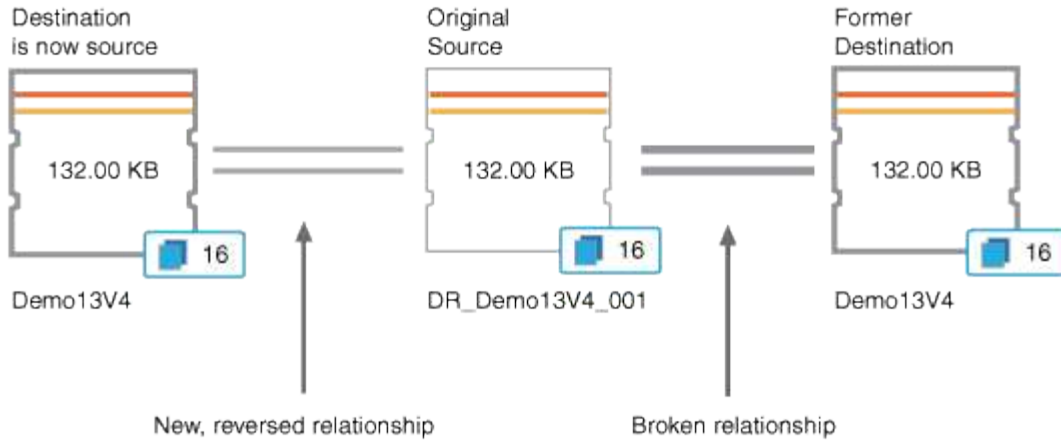 Destination
is now source
Original
Source
Former
Destination
132.00 KB
132.00 KB
132.00 KB
16
16
16
Demo13V4
DR_Demo13V4_001
Demo13V4
New, reversed relationship
Broken relationship